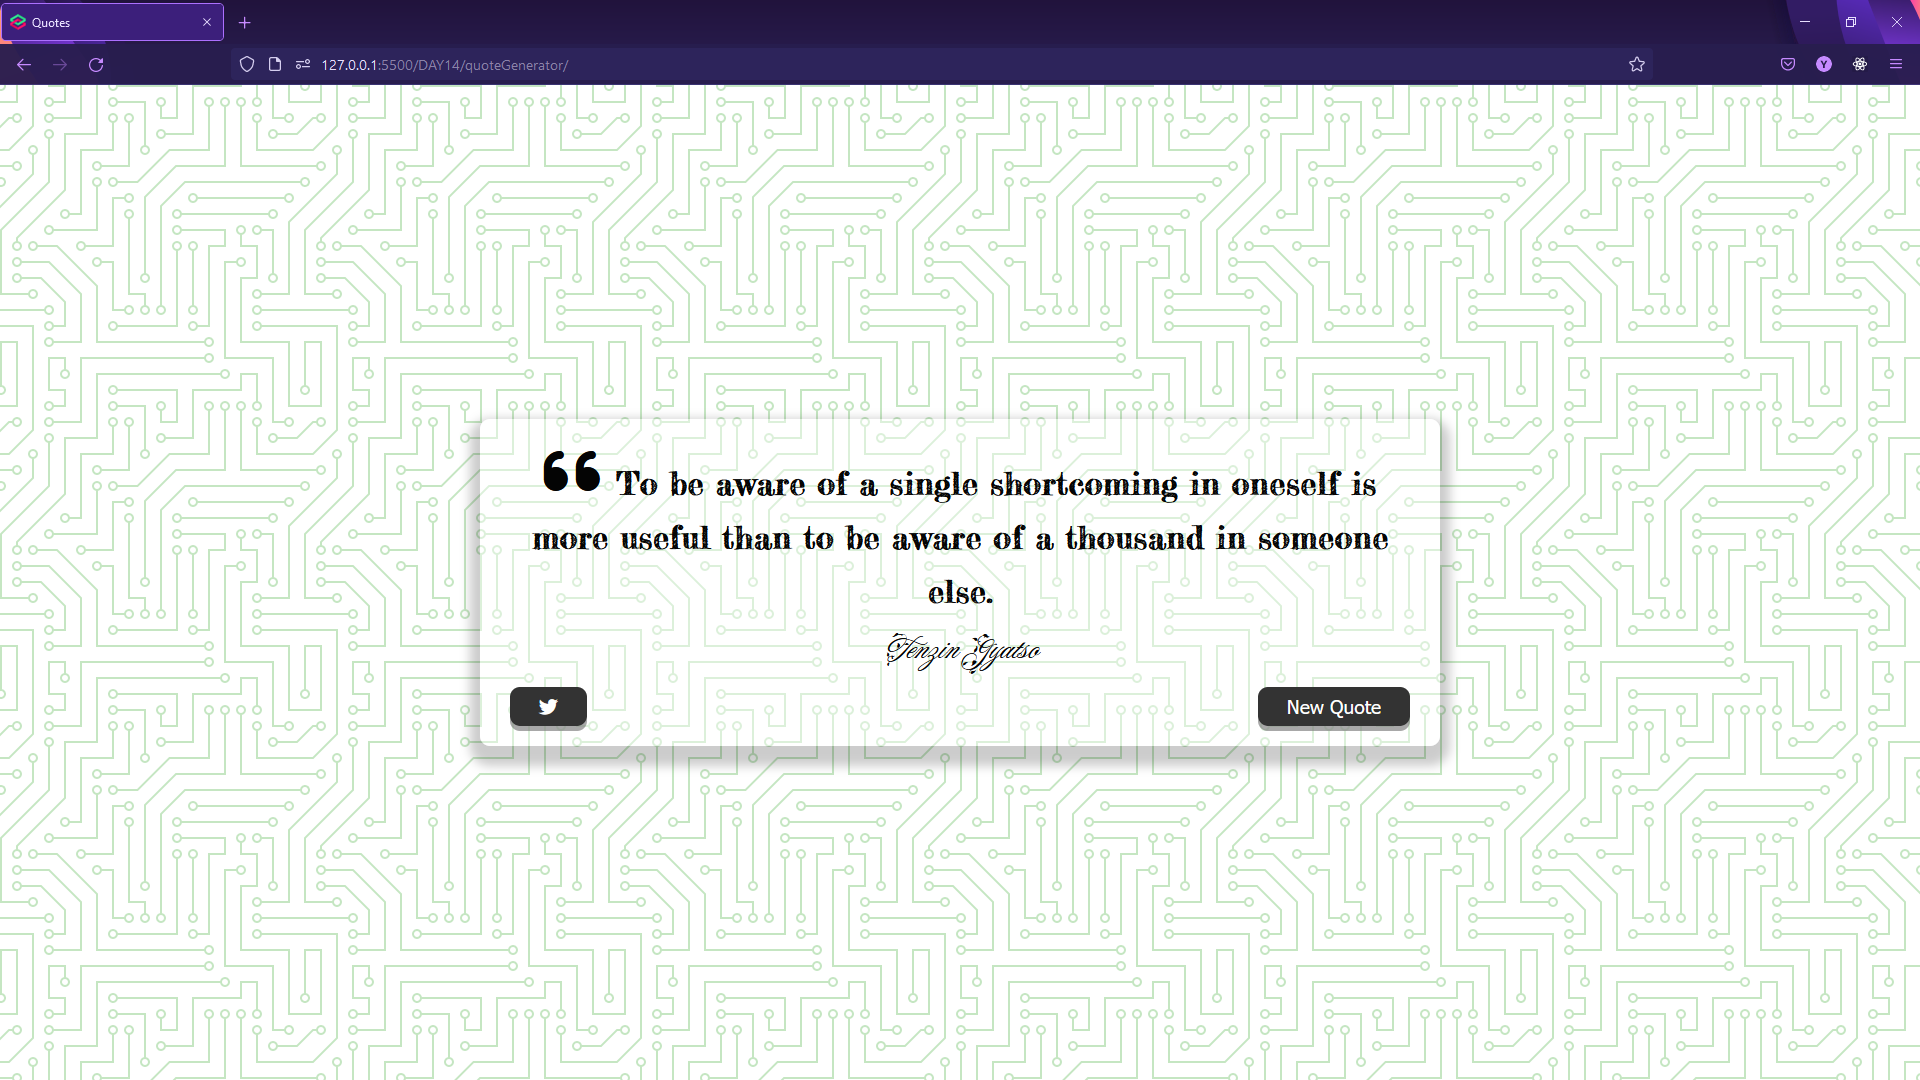 Quotes
127.0.0.1:5500/DAY14/quoteGenerator/
Y
“ To be aware of a single shortcoming in oneself is
more useful than to be aware of a thousand in someone
else.
Tenzin Gyatso
New Quote